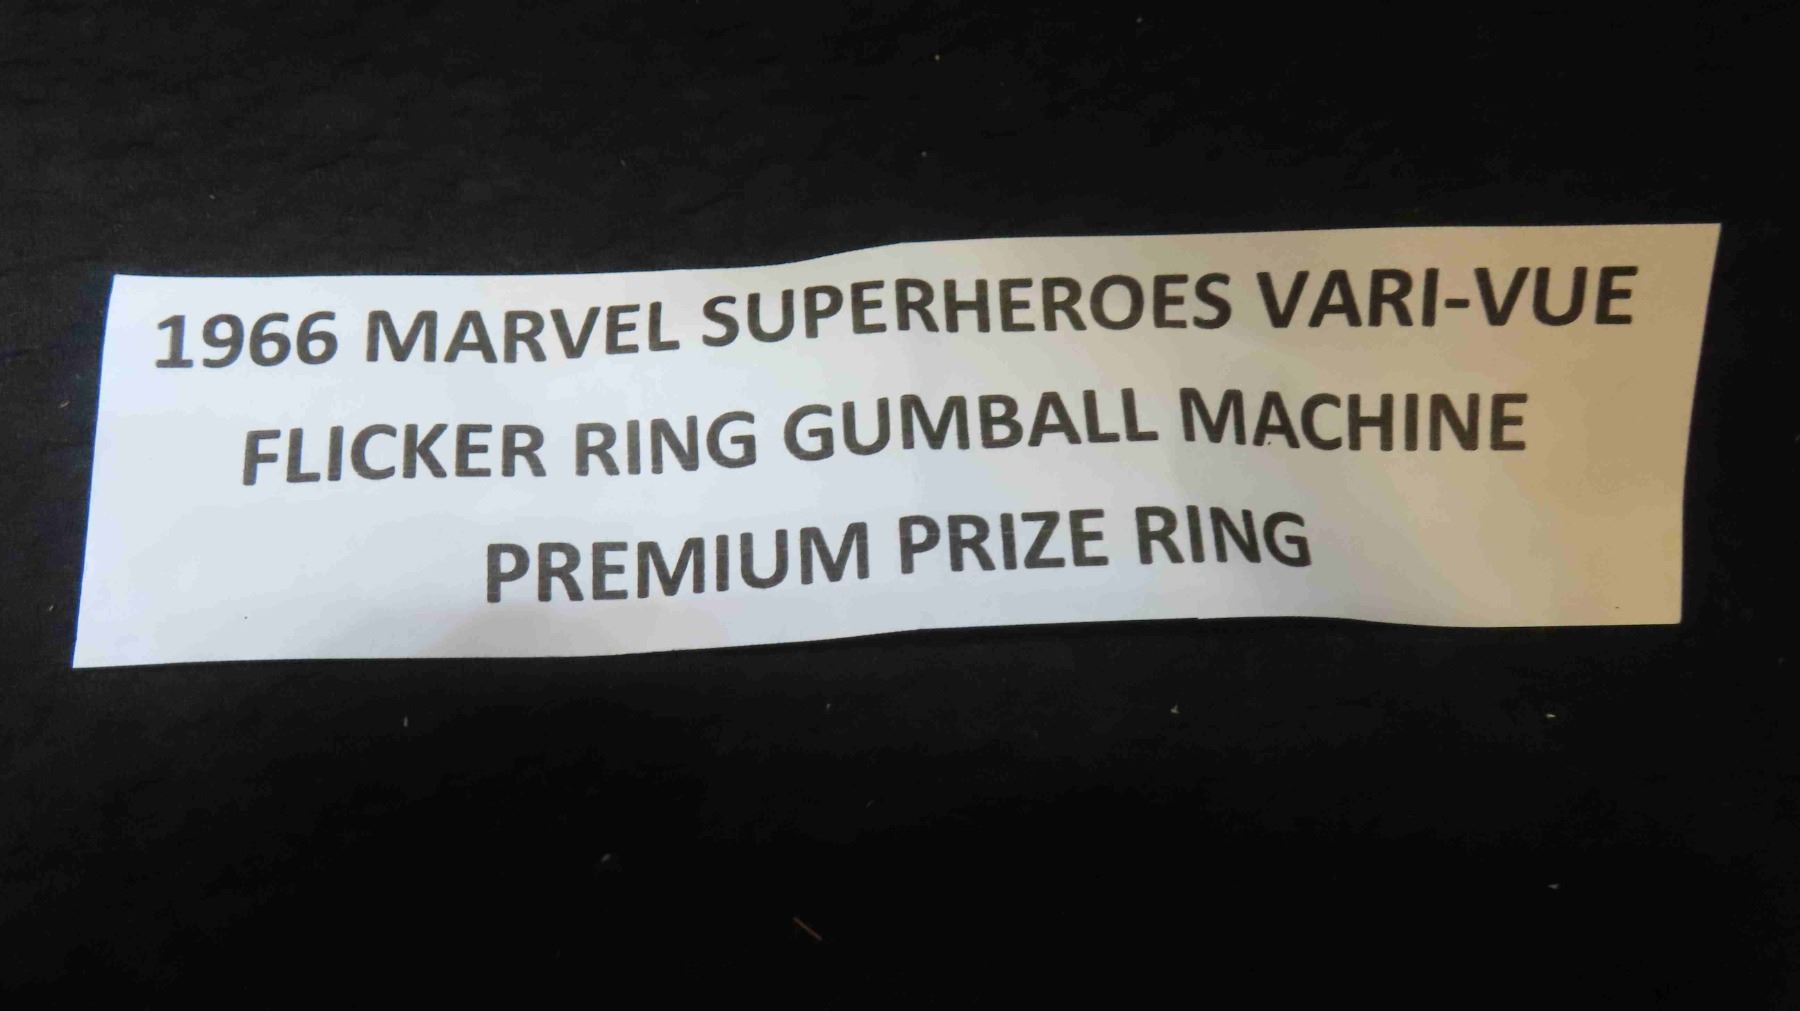 1966 MARVEL SUPERHEROES VARI-VUE
FLICKER RING GUMBALL MACHINE
PREMIUM PRIZE RING